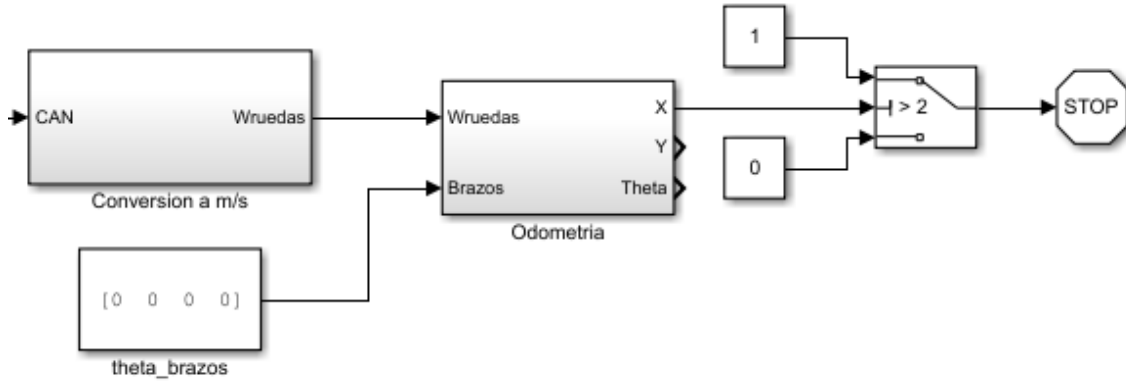 CAN
Wruedas
Conversion a m/s
[0 0 0 0]
theta_brazos
Wruedas
Brazos
X
Y
Theta
Odometria
1
0
> 2
STOP